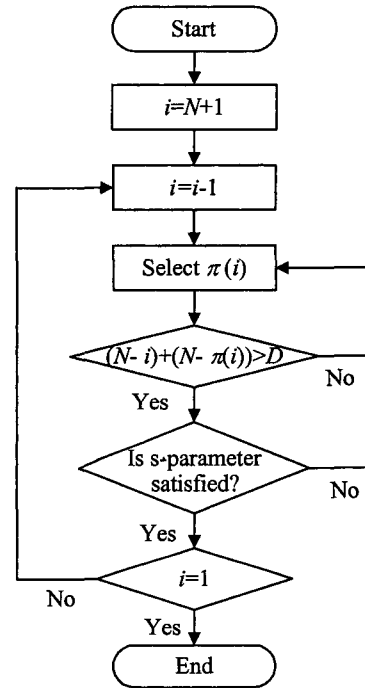 Start
i=N+1
i=i-1
Select π(i)
(N- i)+(N- π(i))>D
No
Yes
Is s-parameter
satisfied?
No
Yes
i=1
No
Yes
End